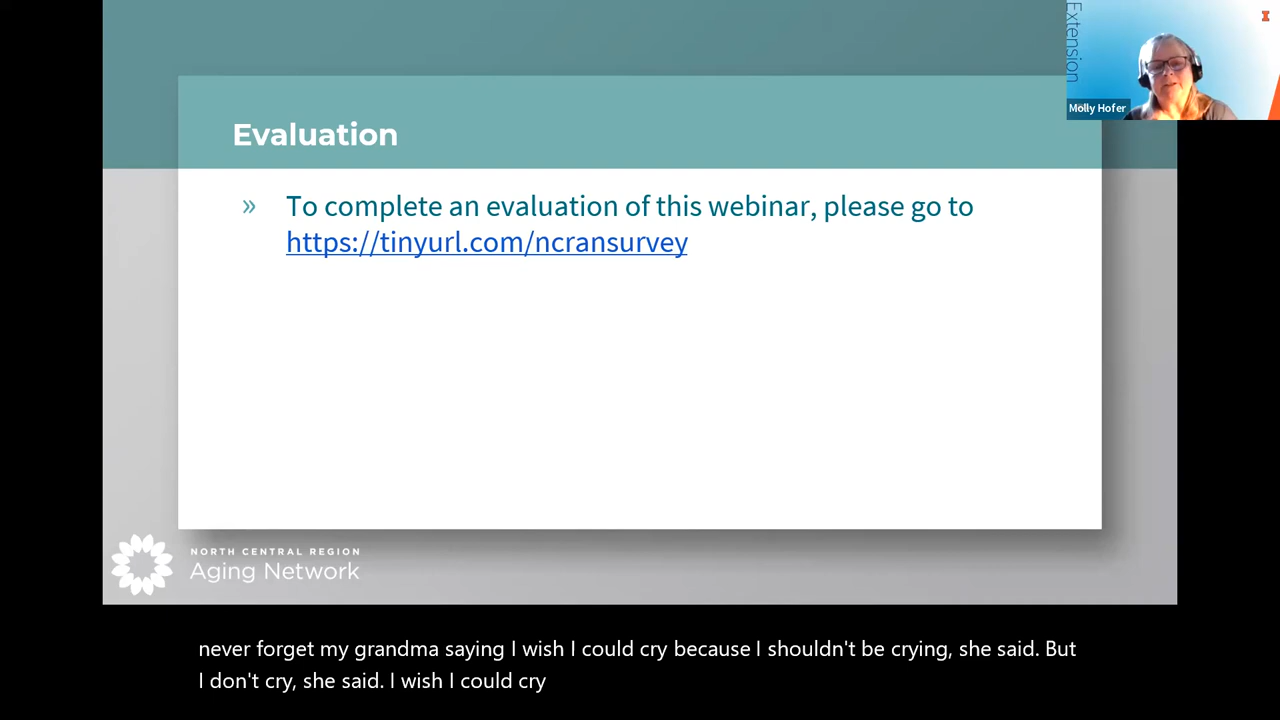 Extension
Molly Hofer
Evaluation
» To complete an evaluation of this webinar, please go to
https://tinyurl.com/ncransurvey
NORTH CENTRAL REGION
Aging Network
never forget my grandma saying I wish I could cry because I shouldn't be crying, she said. But
I don't cry, she said. I wish I could cry